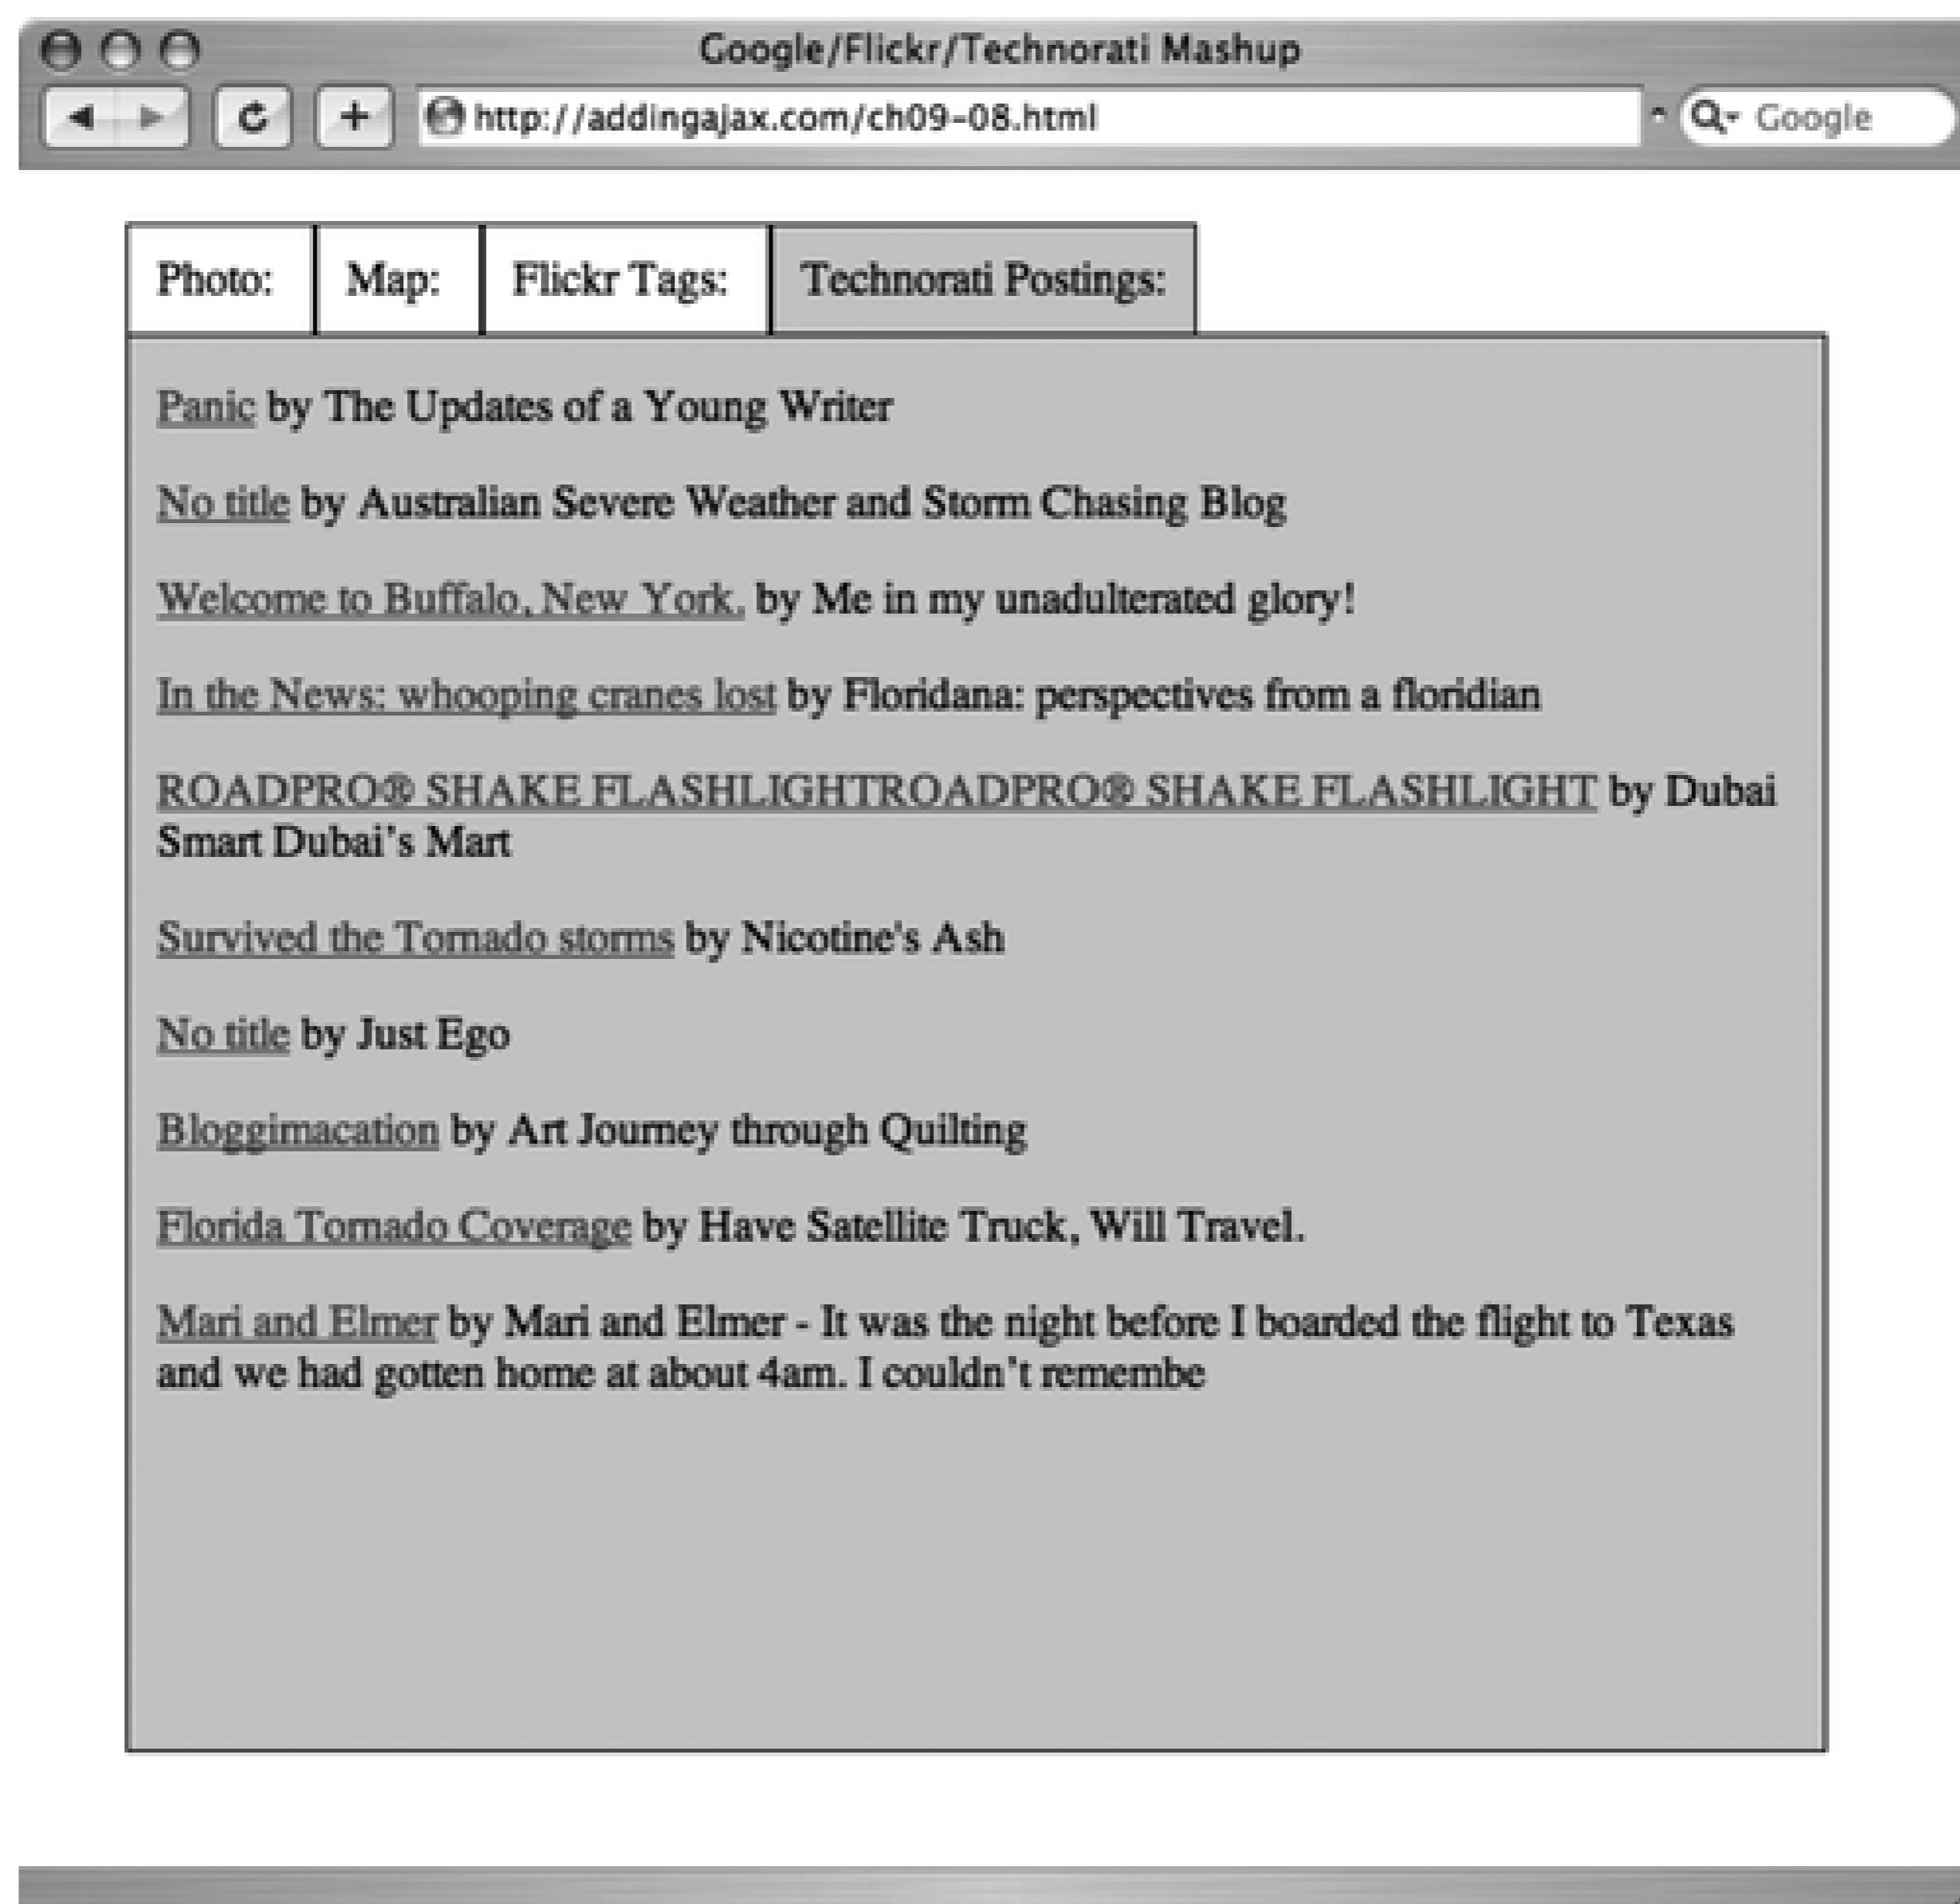 Google/Flickr/Technorati Mashup
http://addingajax.com/ch09-08.html
Google
Photo: Map: Flickr Tags: Technorati Postings:
Panic by The Updates of a Young Writer
No title by Australian Severe Weather and Storm Chasing Blog
Welcome to Buffalo, New York. by Me in my unadulterated glory!
In the News: whooping cranes lost by Floridana: perspectives from a floridian
ROADPRO® SHAKE FLASHLIGHTROADPRO® SHAKE FLASHLIGHT by Dubai
Smart Dubai’s Mart
Survived the Tornado storms by Nicotine's Ash
No title by Just Ego
Bloggimacation by Art Journey through Quilting
Florida Tornado Coverage by Have Satellite Truck, Will Travel.
Mari and Elmer by Mari and Elmer - It was the night before I boarded the flight to Texas
and we had gotten home at about 4am. I couldn’t remembe